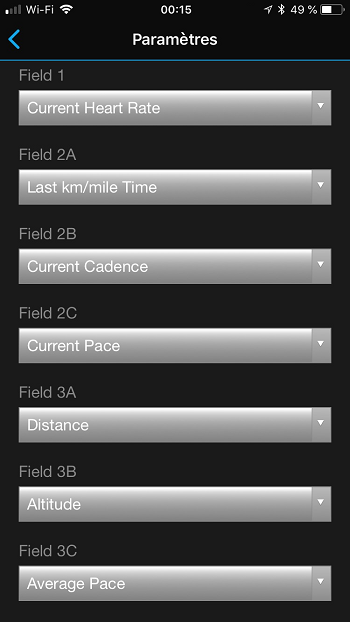 Wi-Fi 00:15 49 %
Paramètres
Field 1
Current Heart Rate
Field 2A
Last km/mile Time
Field 2B
Current Cadence
Field 2C
Current Pace
Field 3A
Distance
Field 3B
Altitude
Field 3C
Average Pace